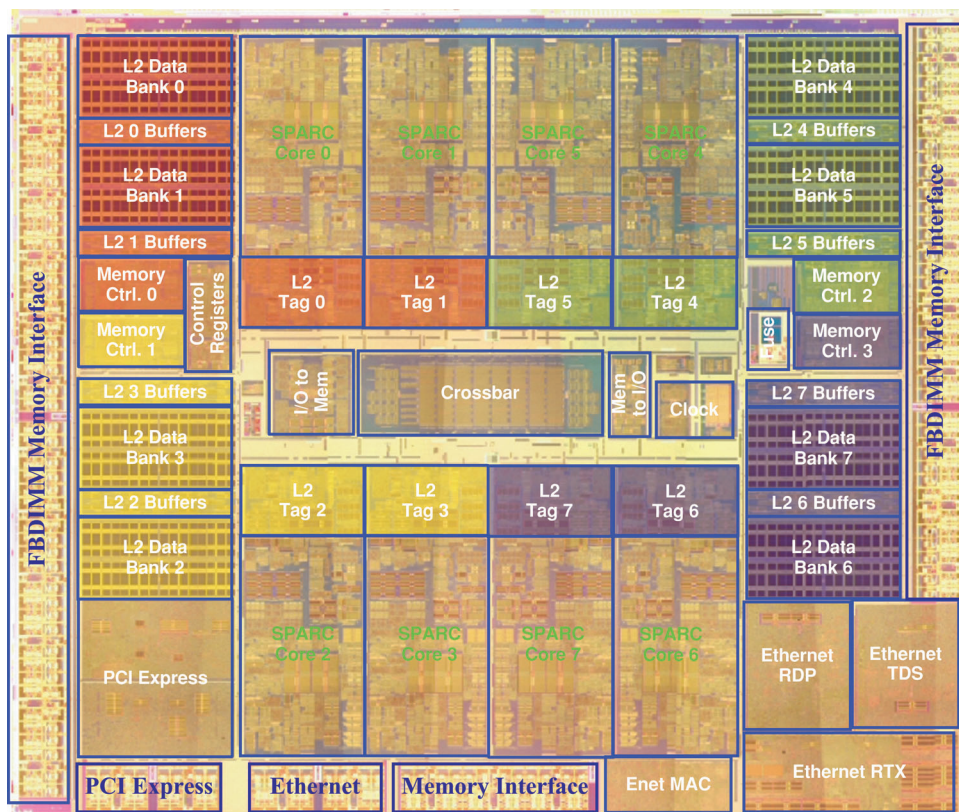 L2 Data
Bank 0
L2 0 Buffers
L2 Data
Bank 1
L2 1 Buffers
Memory
Ctrl. 0
Memory
Ctrl. 1
Control
Registers
L2 3 Buffers
L2 Data
Bank 3
L2 2 Buffers
L2 Data
Bank 2
PCI Express
FBDIMM Memory Interface
SPARC
Core 0
SPARC
Core 1
SPARC
Core 5
SPARC
Core 4
L2
Tag 0
L2
Tag 1
L2
Tag 5
L2
Tag 4
I/O to
Mem
Crossbar
Mem
to I/O
Clock
L2
Tag 2
L2
Tag 3
L2
Tag 7
L2
Tag 6
SPARC
Core 2
SPARC
Core 3
SPARC
Core 7
SPARC
Core 6
L2 Data
Bank 4
L2 4 Buffers
L2 Data
Bank 5
L2 5 Buffers
Memory
Ctrl. 2
Memory
Ctrl. 3
L2 7 Buffers
L2 Data
Bank 7
L2 6 Buffers
L2 Data
Bank 6
FBDIMM Memory Interface
Ethernet
RDP
Ethernet
TDS
PCI Express
Ethernet
Memory Interface
Enet MAC
Ethernet RTX